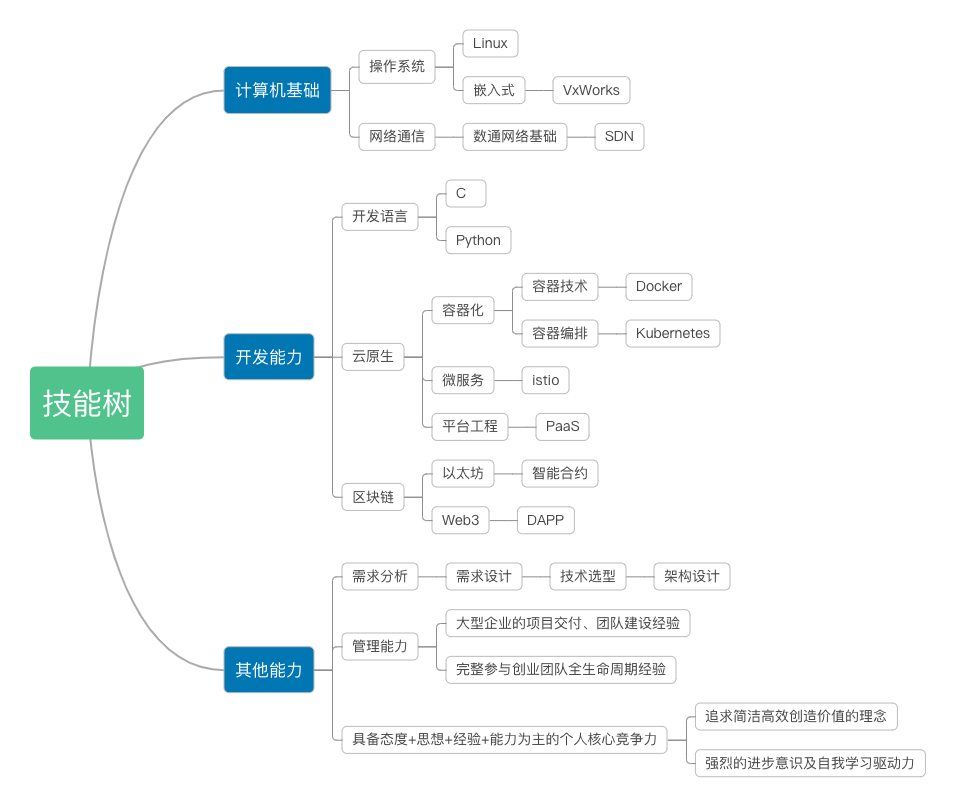 技能树
计算机基础
操作系统
Linux
嵌入式
VxWorks
网络通信
数通网络基础
SDN
开发能力
开发语言
C
Python
云原生
容器化
容器技术
Docker
容器编排
Kubernetes
微服务
istio
平台工程
PaaS
区块链
以太坊
智能合约
Web3
DAPP
其他能力
需求分析
需求设计
技术选型
架构设计
管理能力
大型企业的项目交付、团队建设经验
完整参与创业团队全生命周期经验
具备态度+思想+经验+能力为主的个人核心竞争力
追求简洁高效创造价值的理念
强烈的进步意识及自我学习驱动力